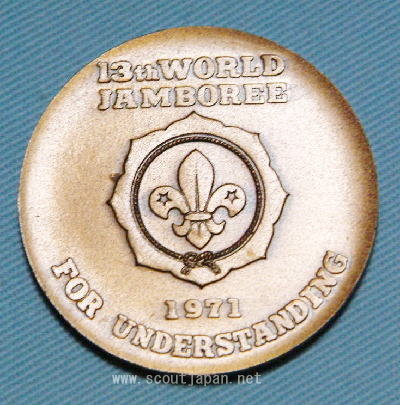 13th WORLD
JAMBOREE
1971
FOR UNDERSTANDING
www.scoutjapan.net